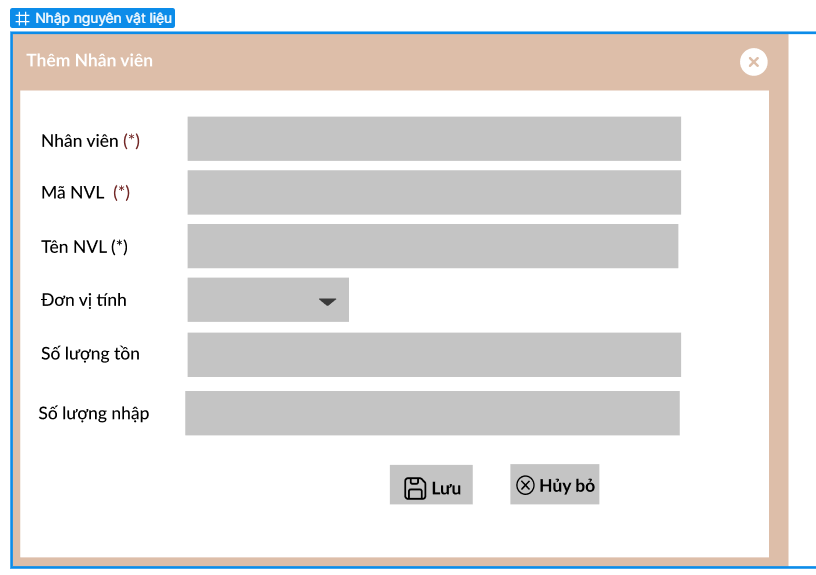 Nhập nguyên vật liệu
Thêm Nhân viên
Nhân viên (*)
Mã NVL (*)
Tên NVL (*)
Đơn vị tính
Số lượng tồn
Số lượng nhập
Lưu
Hủy bỏ